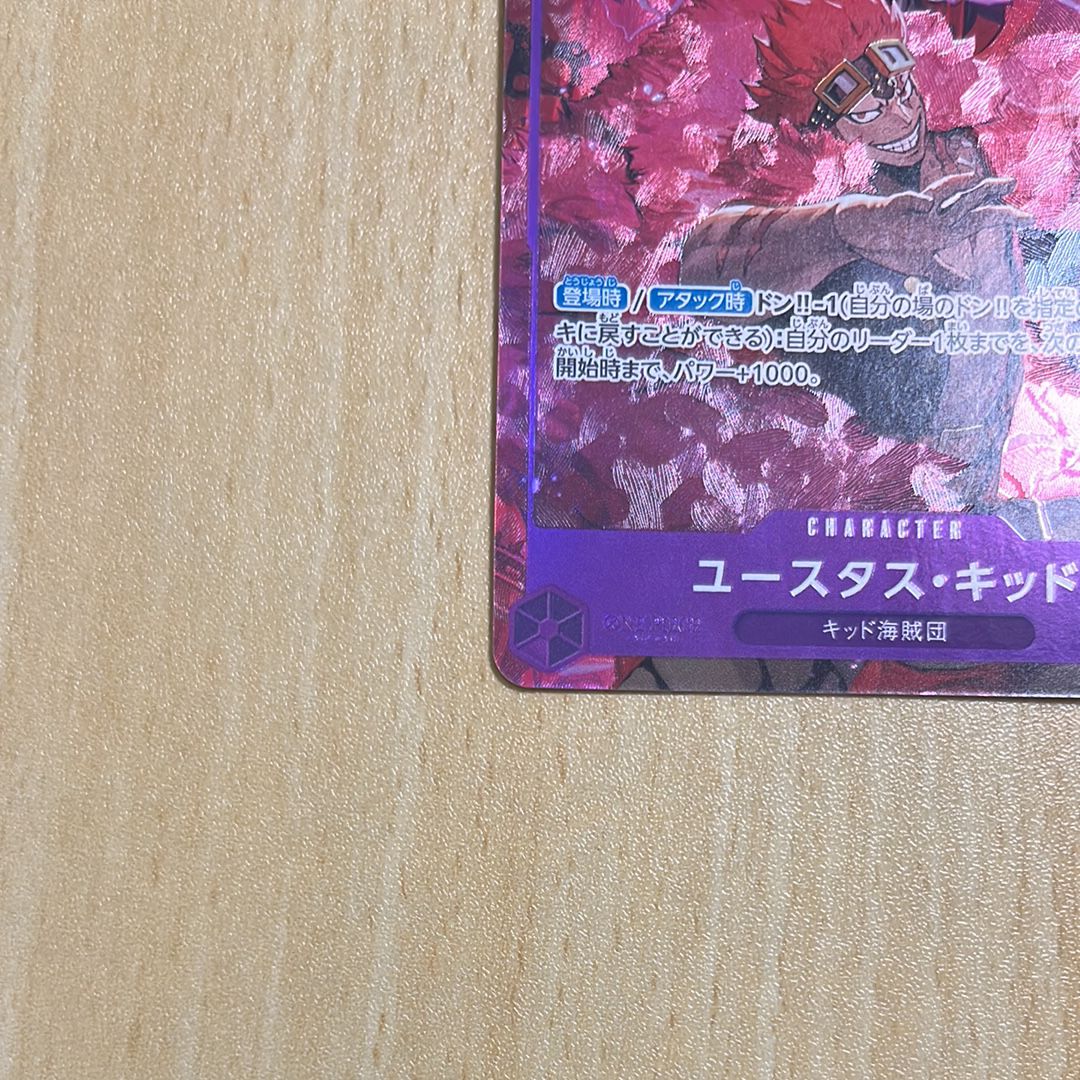 登場時 / アタック時 ドン!!-1(自分の場のドン!!を指定
キに戻すことができる):自分のリーダー1枚までを、次の
開始時まで、パワー+1000。
CHARACTER
ユースタス・キッド
キッド海賊団